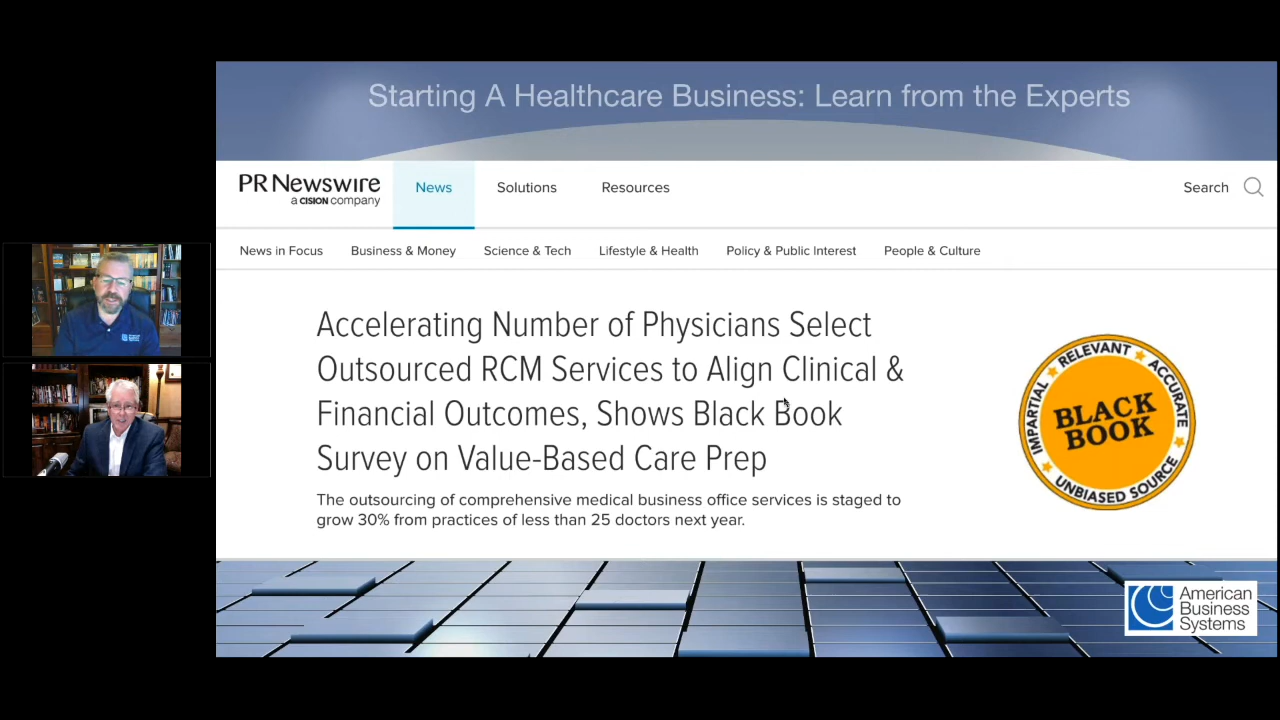 Starting A Healthcare Business: Learn from the Experts
PR Newswire
a CISION company
News
Solutions
Resources
Search
News in Focus
Business & Money
Science & Tech
Lifestyle & Health
Policy & Public Interest
People & Culture
Accelerating Number of Physicians Select
Outsourced RCM Services to Align Clinical &
Financial Outcomes, Shows Black Book
Survey on Value-Based Care Prep
The outsourcing of comprehensive medical business office services is staged to
grow 30% from practices of less than 25 doctors next year.
IMPARTIAL ★ RELEVANT ★ ACCURATE ★ UNBIASED SOURCE ★
BLACK
BOOK
American
Business
Systems